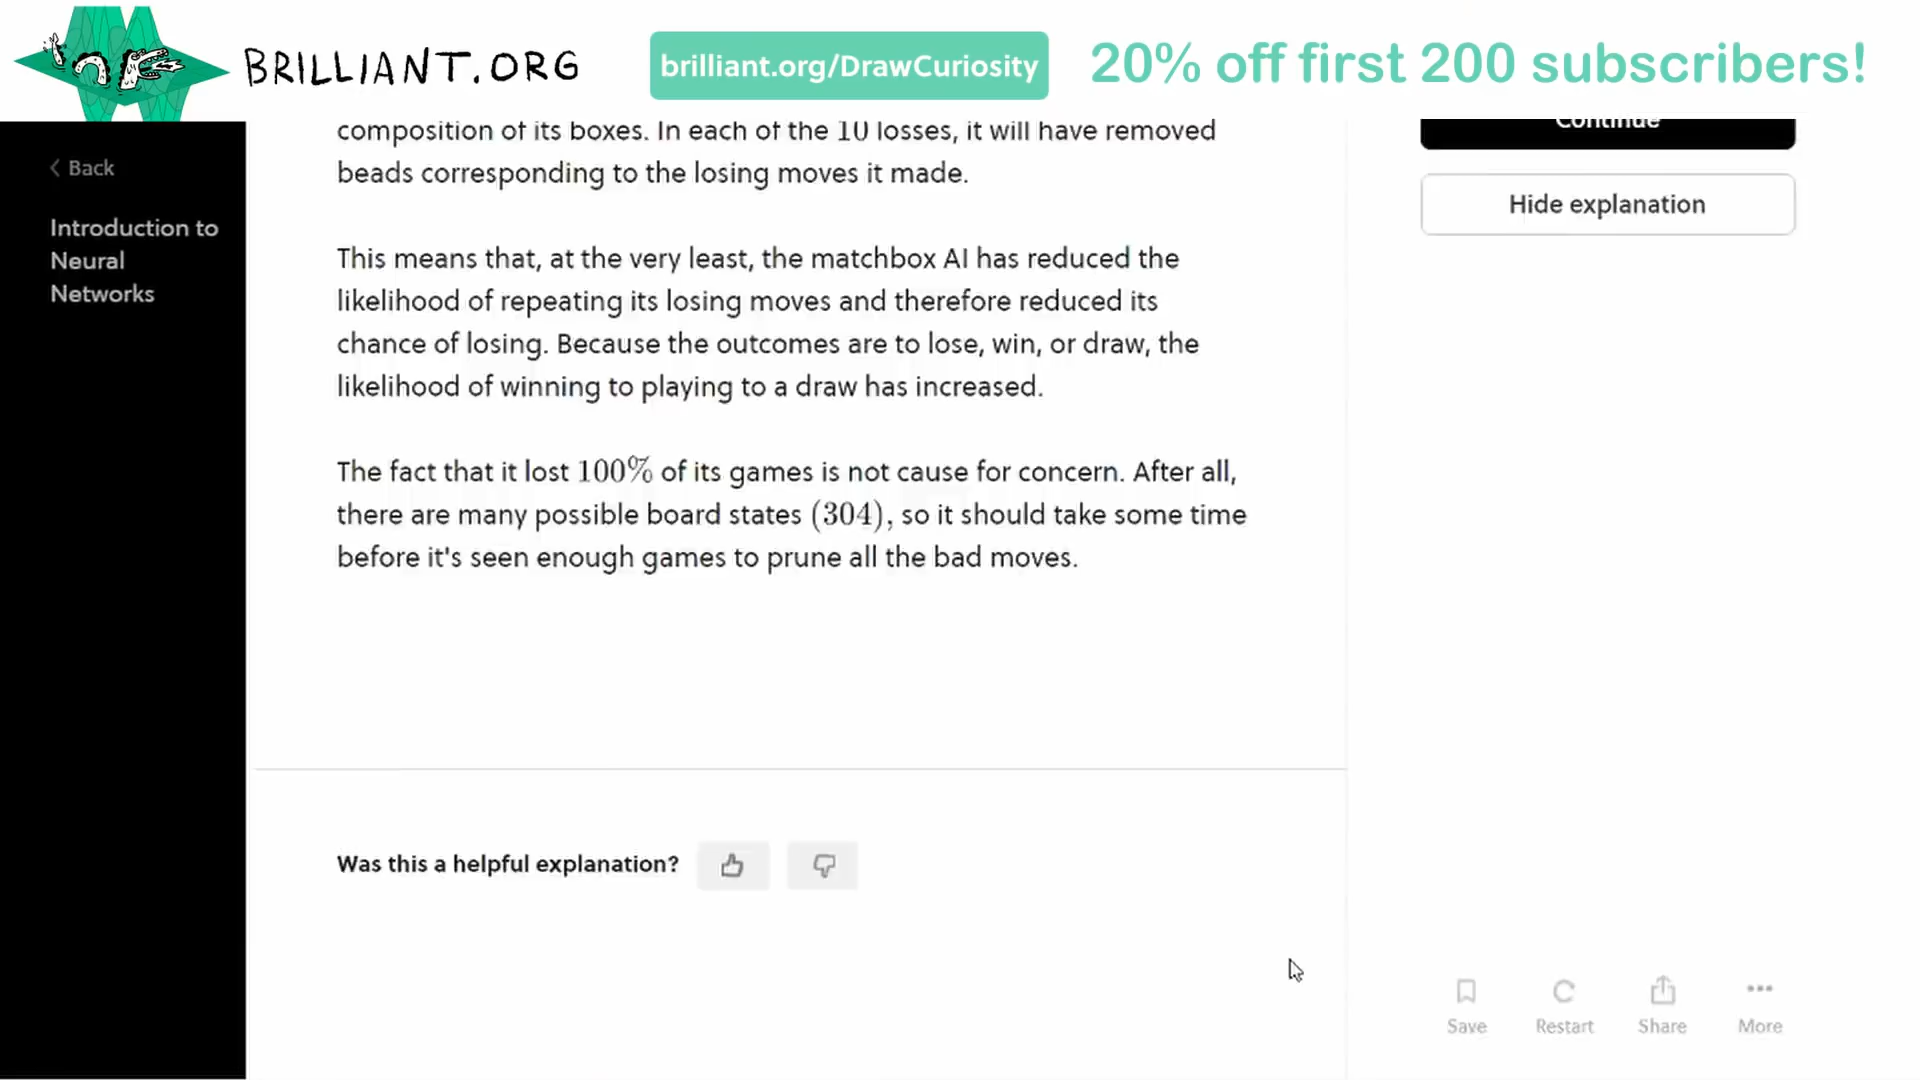 BRILLIANT.ORG
brilliant.org/DrawCuriosity
20% off first 200 subscribers!
Back
Introduction to
Neural
Networks
composition of its boxes. In each of the 10 losses, it will have removed
beads corresponding to the losing moves it made.
This means that, at the very least, the matchbox AI has reduced the
likelihood of repeating its losing moves and therefore reduced its
chance of losing. Because the outcomes are to lose, win, or draw, the
likelihood of winning to playing to a draw has increased.
The fact that it lost 100% of its games is not cause for concern. After all,
there are many possible board states (304), so it should take some time
before it's seen enough games to prune all the bad moves.
Was this a helpful explanation?
Continue
Hide explanation
Save
Restart
Share
More